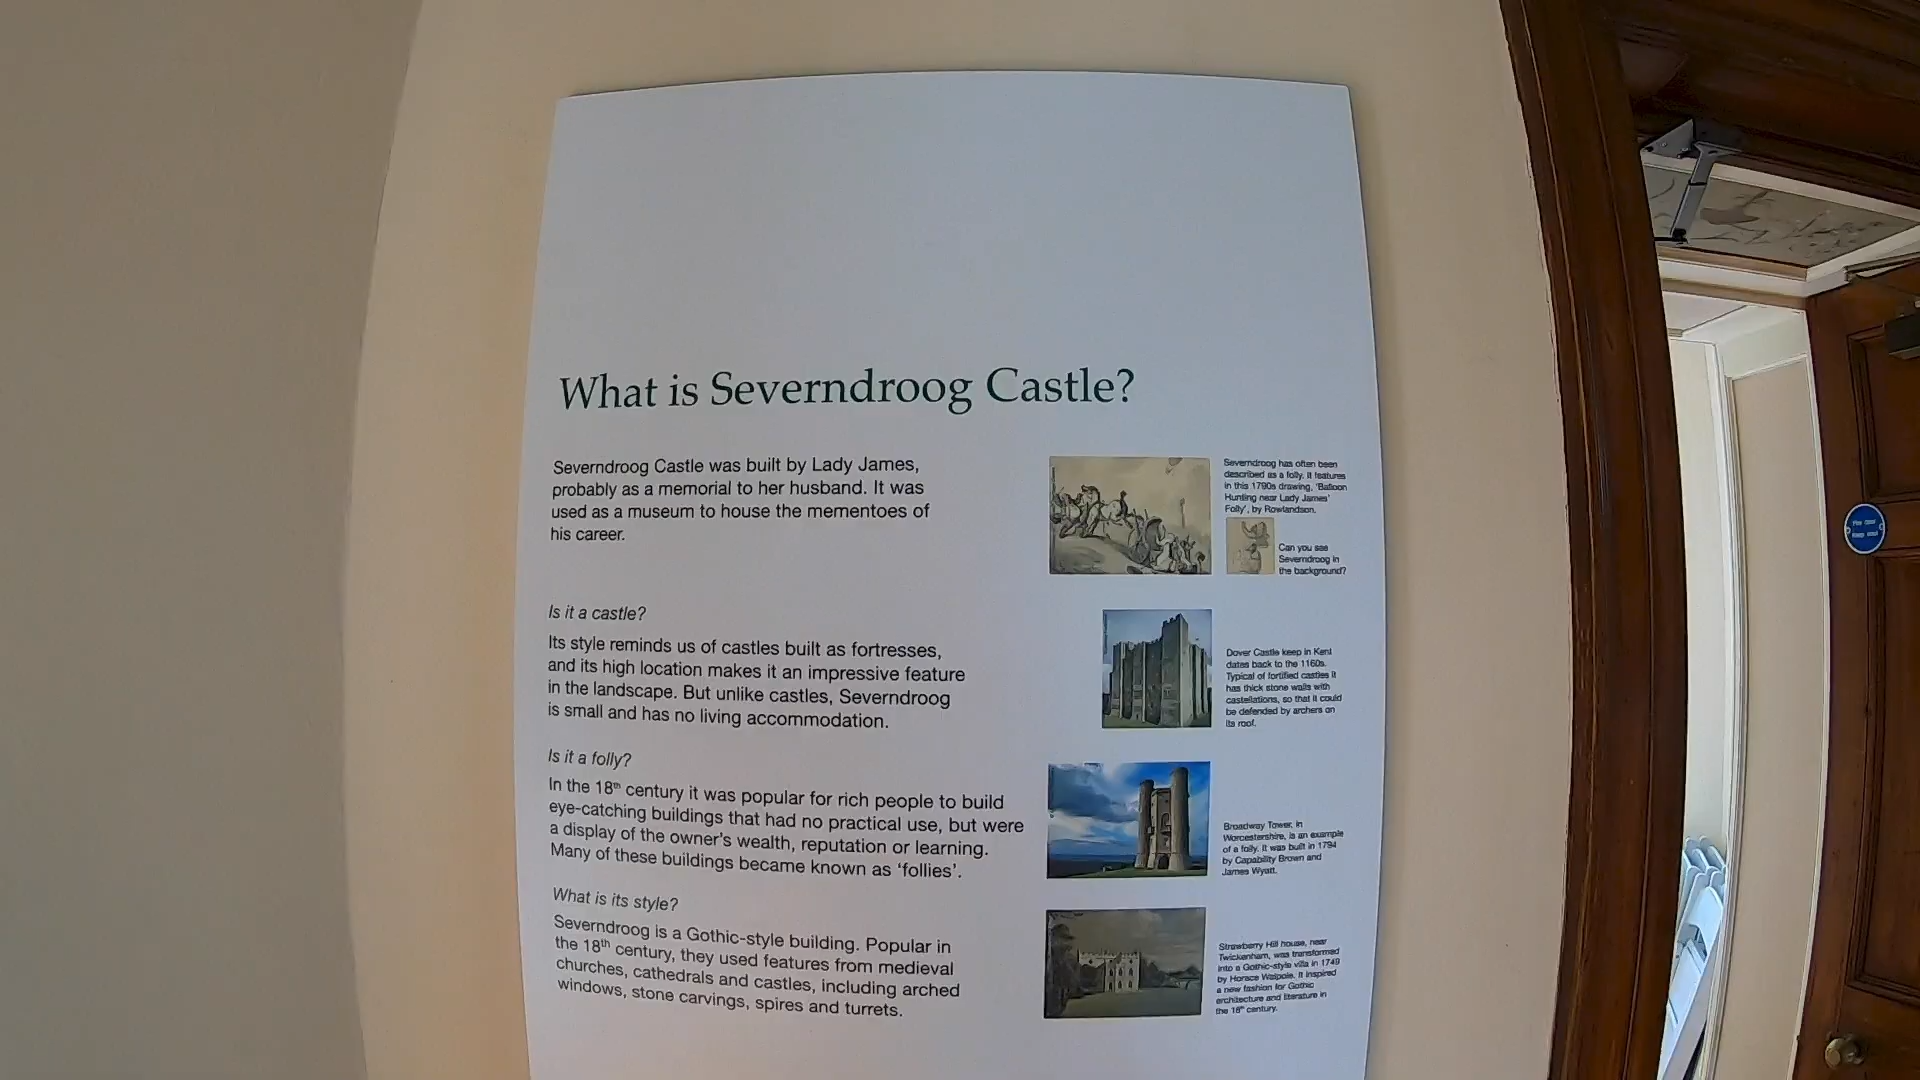 What is Severndroog Castle?
Severndroog Castle was built by Lady James,
probably as a memorial to her husband. It was
used as a museum to house the mementoes of
his career.
Severndroog has often been
described as a folly. It features
in this 1790s drawing, 'Balloon
Hunting near Lady James'
Folly', by Rowlandson.
Can you see
Severndroog in
the background?
Is it a castle?
Its style reminds us of castles built as fortresses,
and its high location makes it an impressive feature
in the landscape. But unlike castles, Severndroog
is small and has no living accommodation.
Dover Castle keep in Kent
dates back to the 1160s.
Typical of fortified castles it
has thick stone walls with
castellations, so that it could
be defended by archers on
its roof.
Is it a folly?
In the 18th century it was popular for rich people to build
eye-catching buildings that had no practical use, but were
a display of the owner's wealth, reputation or learning.
Many of these buildings became known as 'follies'.
Broadway Tower, in
Worcestershire, is an example
of a folly. It was built in 1794
by Capability Brown and
James Wyatt.
What is its style?
Severndroog is a Gothic-style building. Popular in
the 18th century, they used features from medieval
churches, cathedrals and castles, including arched
windows, stone carvings, spires and turrets.
Strawberry Hill house, near
Twickenham, was transformed
into a Gothic-style villa in 1749
by Horace Walpole. It inspired
a new fashion for Gothic
architecture and literature in
the 18th century.
Fire door
keep shut